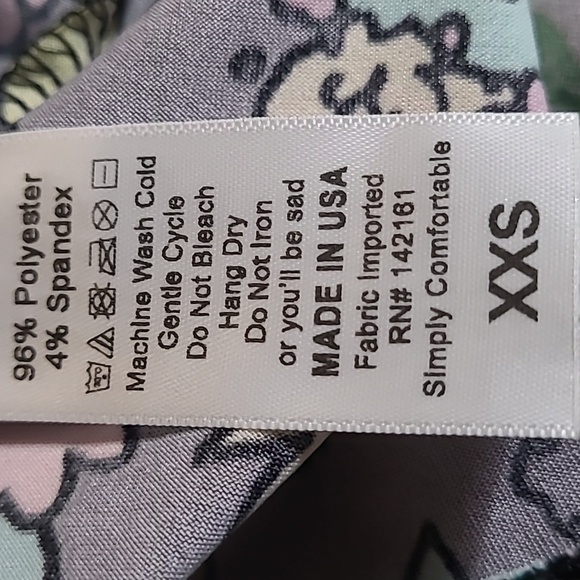 96% Polyester
4% Spandex
Machine Wash Cold
Gentle Cycle
Do Not Bleach
Hang Dry
Do Not Iron
or you'll be sad
MADE IN USA
Fabric Imported
RN# 142161
Simply Comfortable
XXS